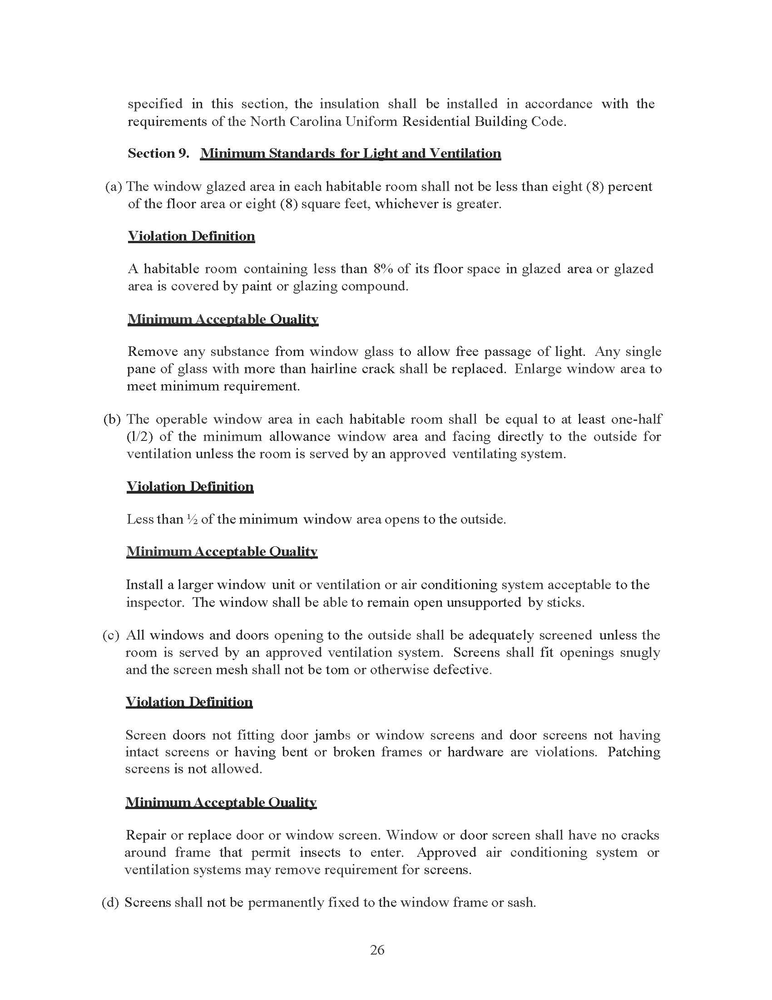 specified in this section, the insulation shall be installed in accordance with the
requirements of the North Carolina Uniform Residential Building Code.
Section 9. Minimum Standards for Light and Ventilation
(a) The window glazed area in each habitable room shall not be less than eight (8) percent
of the floor area or eight (8) square feet, whichever is greater.
Violation Definition
A habitable room containing less than 8% of its floor space in glazed area or glazed
area is covered by paint or glazing compound.
Minimum Acceptable Quality
Remove any substance from window glass to allow free passage of light. Any single
pane of glass with more than hairline crack shall be replaced. Enlarge window area to
meet minimum requirement.
(b) The operable window area in each habitable room shall be equal to at least one-half
(l/2) of the minimum allowance window area and facing directly to the outside for
ventilation unless the room is served by an approved ventilating system.
Violation Definition
Less than ½ of the minimum window area opens to the outside.
Minimum Acceptable Quality
Install a larger window unit or ventilation or air conditioning system acceptable to the
inspector. The window shall be able to remain open unsupported by sticks.
(c) All windows and doors opening to the outside shall be adequately screened unless the
room is served by an approved ventilation system. Screens shall fit openings snugly
and the screen mesh shall not be tom or otherwise defective.
Violation Definition
Screen doors not fitting door jambs or window screens and door screens not having
intact screens or having bent or broken frames or hardware are violations. Patching
screens is not allowed.
Minimum Acceptable Quality
Repair or replace door or window screen. Window or door screen shall have no cracks
around frame that permit insects to enter. Approved air conditioning system or
ventilation systems may remove requirement for screens.
(d) Screens shall not be permanently fixed to the window frame or sash.
26